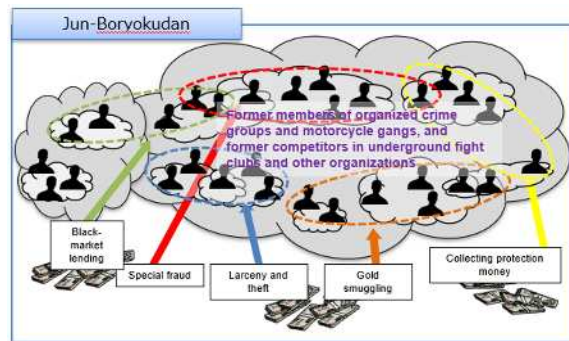 Jun-Boryokudan
Former members of organized crime
groups and motorcycle gangs, and
former competitors in underground fight
clubs and other organizations
Black-
market
lending
Special fraud
Larceny and
theft
Gold
smuggling
Collecting protection
money